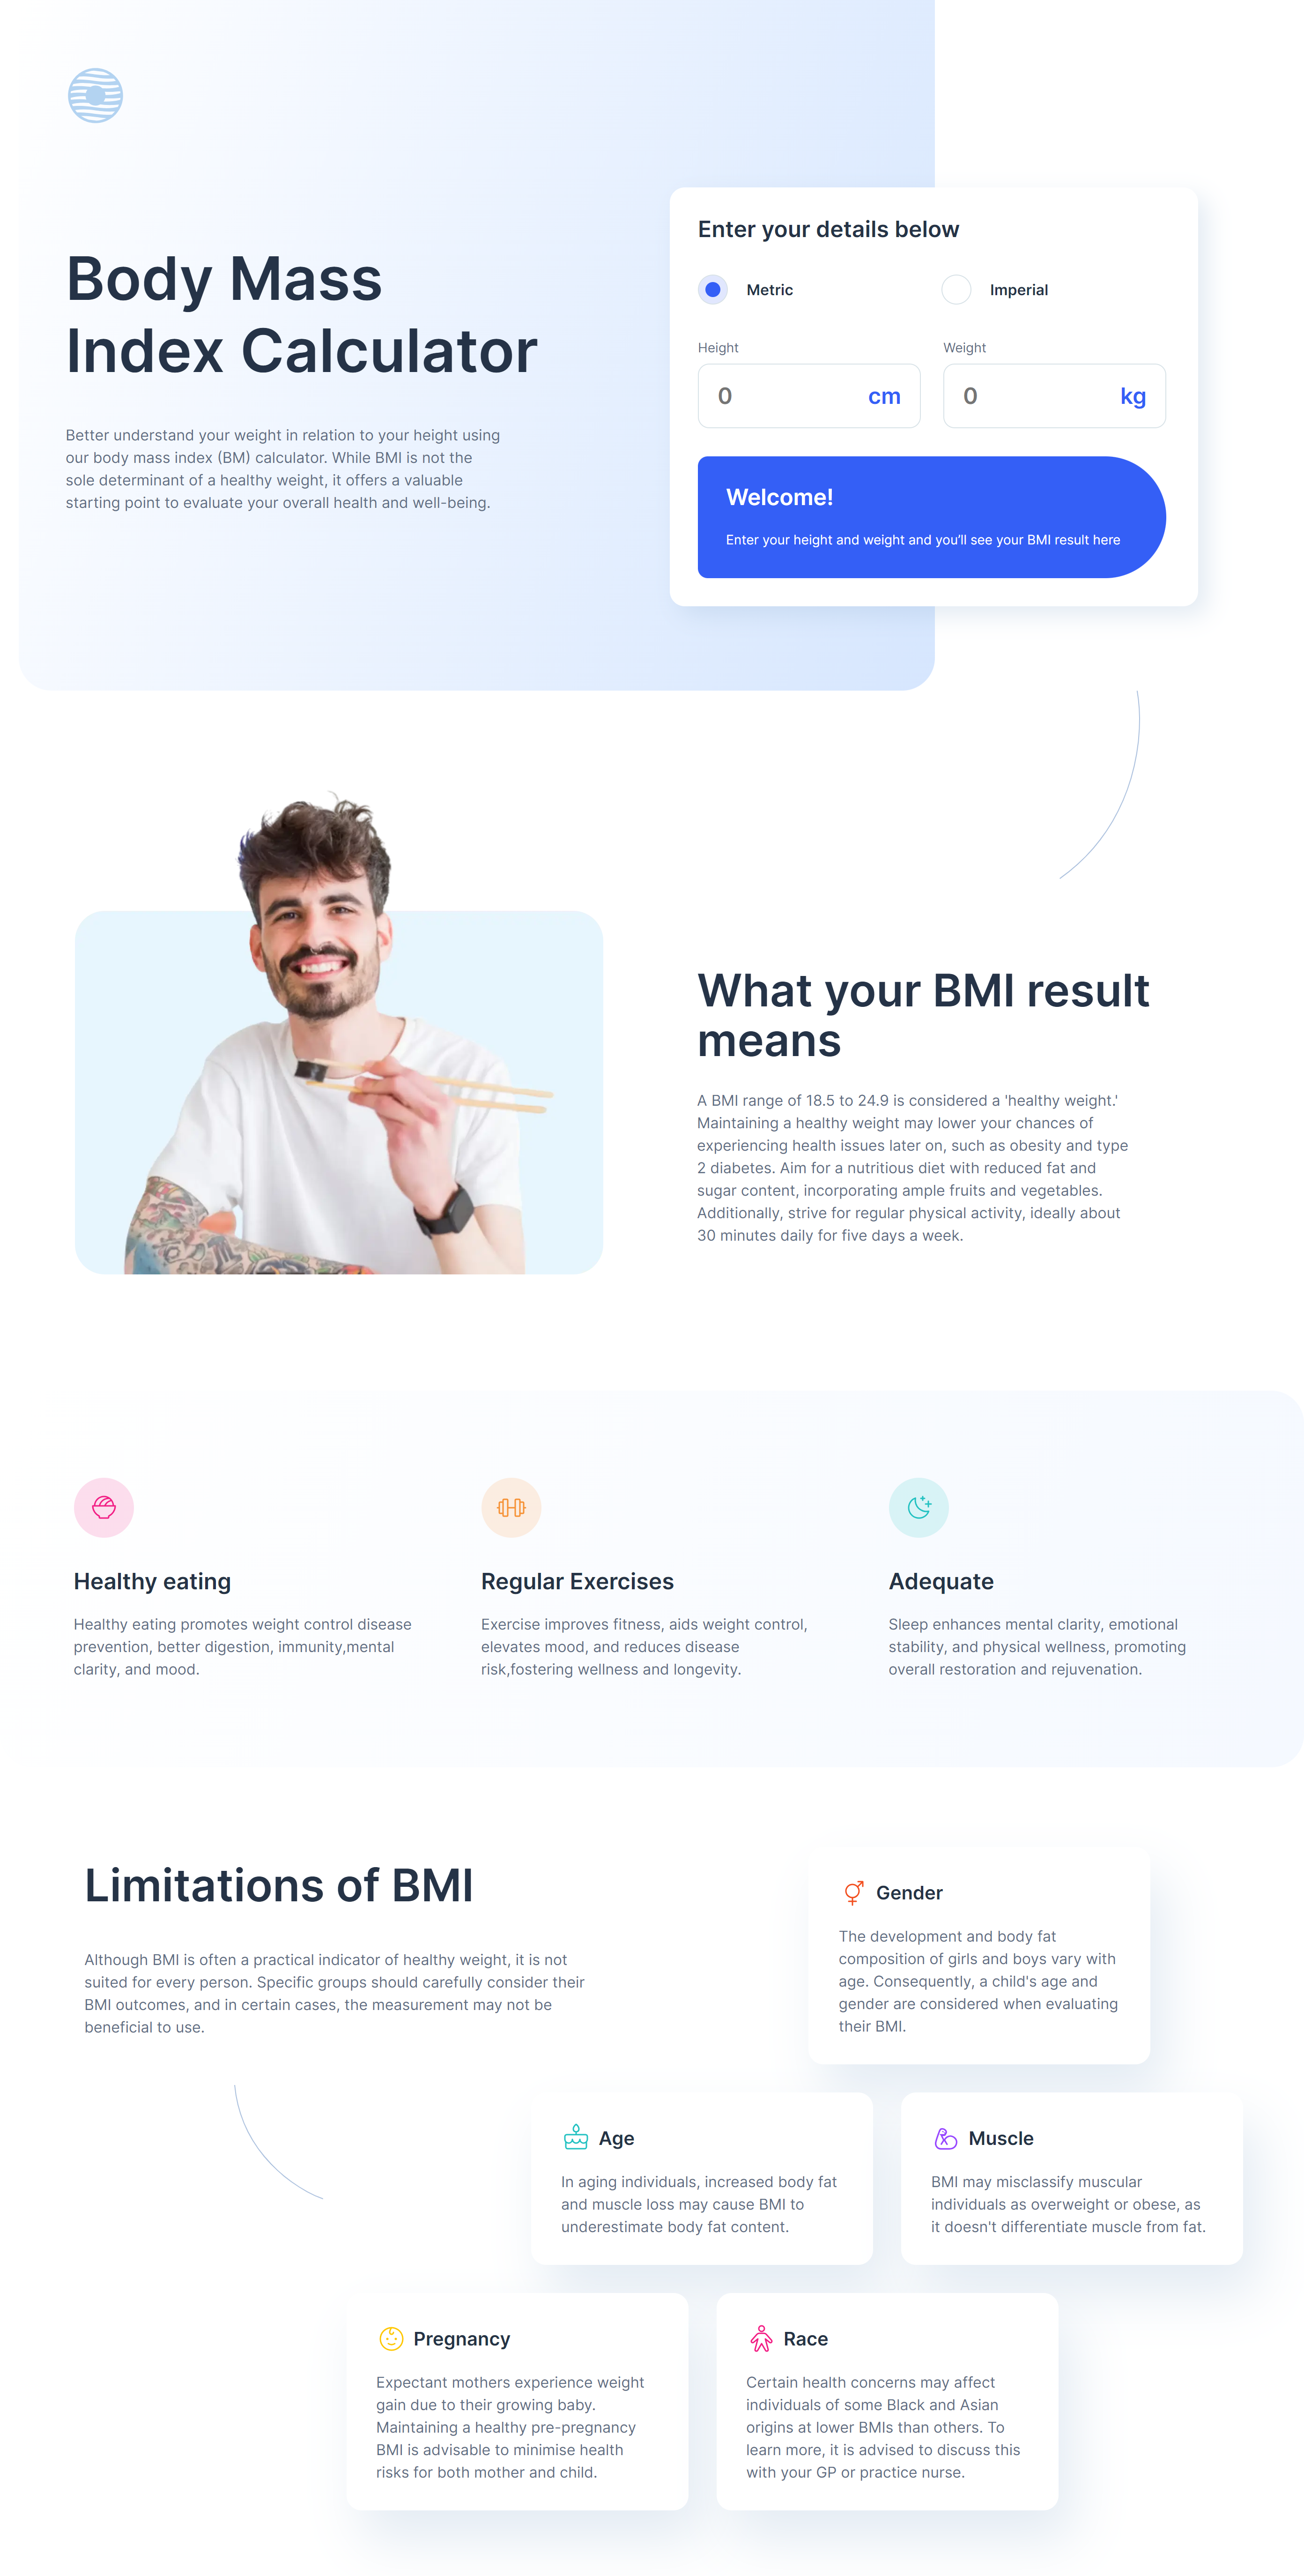 Body Mass
Index Calculator
Better understand your weight in relation to your height using
our body mass index (BM) calculator. While BMI is not the
sole determinant of a healthy weight, it offers a valuable
starting point to evaluate your overall health and well-being.
Enter your details below
Metric
Imperial
Height
Weight
0 cm
0 kg
Welcome!
Enter your height and weight and you'll see your BMI result here
What your BMI result
means
A BMI range of 18.5 to 24.9 is considered a 'healthy weight.'
Maintaining a healthy weight may lower your chances of
experiencing health issues later on, such as obesity and type
2 diabetes. Aim for a nutritious diet with reduced fat and
sugar content, incorporating ample fruits and vegetables.
Additionally, strive for regular physical activity, ideally about
30 minutes daily for five days a week.
Healthy eating
Healthy eating promotes weight control disease
prevention, better digestion, immunity,mental
clarity, and mood.
Regular Exercises
Exercise improves fitness, aids weight control,
elevates mood, and reduces disease
risk,fostering wellness and longevity.
Adequate
Sleep enhances mental clarity, emotional
stability, and physical wellness, promoting
overall restoration and rejuvenation.
Limitations of BMI
Although BMI is often a practical indicator of healthy weight, it is not
suited for every person. Specific groups should carefully consider their
BMI outcomes, and in certain cases, the measurement may not be
beneficial to use.
Gender
The development and body fat
composition of girls and boys vary with
age. Consequently, a child's age and
gender are considered when evaluating
their BMI.
Age
In aging individuals, increased body fat
and muscle loss may cause BMI to
underestimate body fat content.
Muscle
BMI may misclassify muscular
individuals as overweight or obese, as
it doesn't differentiate muscle from fat.
Pregnancy
Expectant mothers experience weight
gain due to their growing baby.
Maintaining a healthy pre-pregnancy
BMI is advisable to minimise health
risks for both mother and child.
Race
Certain health concerns may affect
individuals of some Black and Asian
origins at lower BMIs than others. To
learn more, it is advised to discuss this
with your GP or practice nurse.